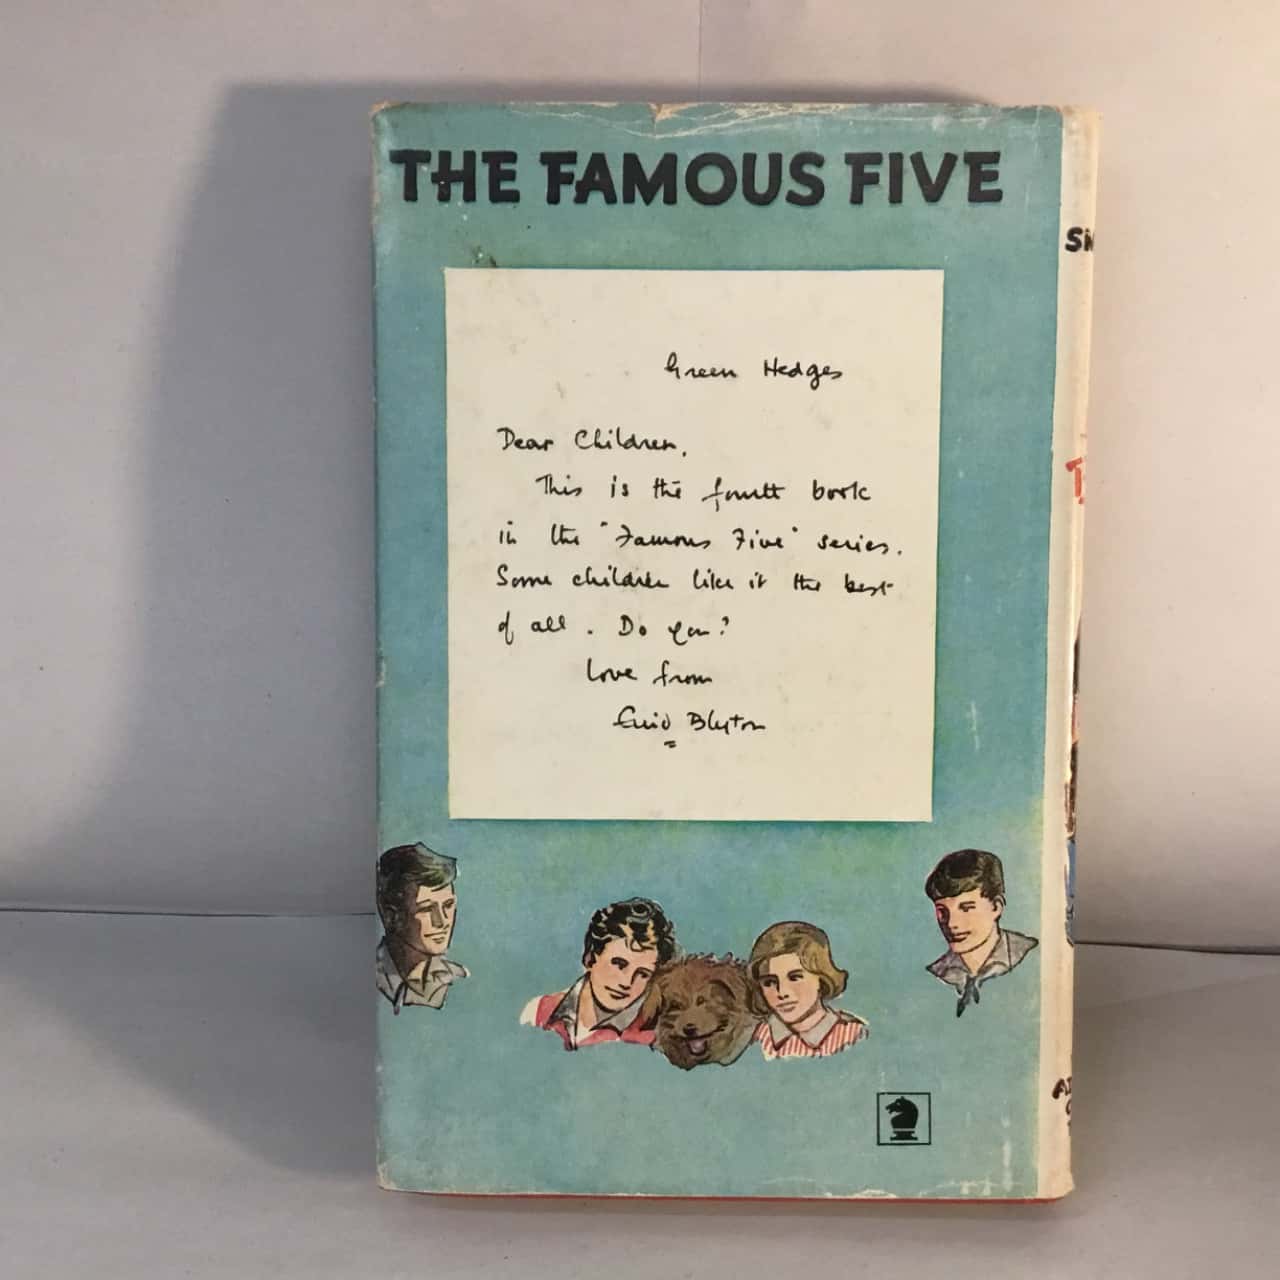 THE FAMOUS FIVE
Green Hedges
Dear Children,
This is the fourth book
in the "Famous Five" series.
Some children like it the best
of all. Do you?
Love from
Enid Blyton